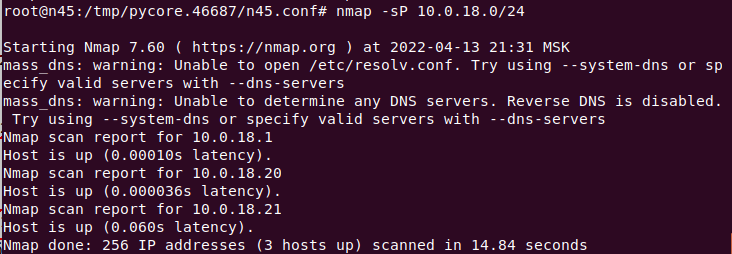 root@n45:/tmp/pycore.46687/n45.conf# nmap -sP 10.0.18.0/24

Starting Nmap 7.60 ( https://nmap.org ) at 2022-04-13 21:31 MSK
mass_dns: warning: Unable to open /etc/resolv.conf. Try using --system-dns or sp
ecify valid servers with --dns-servers
mass_dns: warning: Unable to determine any DNS servers. Reverse DNS is disabled.
 Try using --system-dns or specify valid servers with --dns-servers
Nmap scan report for 10.0.18.1
Host is up (0.00010s latency).
Nmap scan report for 10.0.18.20
Host is up (0.000036s latency).
Nmap scan report for 10.0.18.21
Host is up (0.060s latency).
Nmap done: 256 IP addresses (3 hosts up) scanned in 14.84 seconds